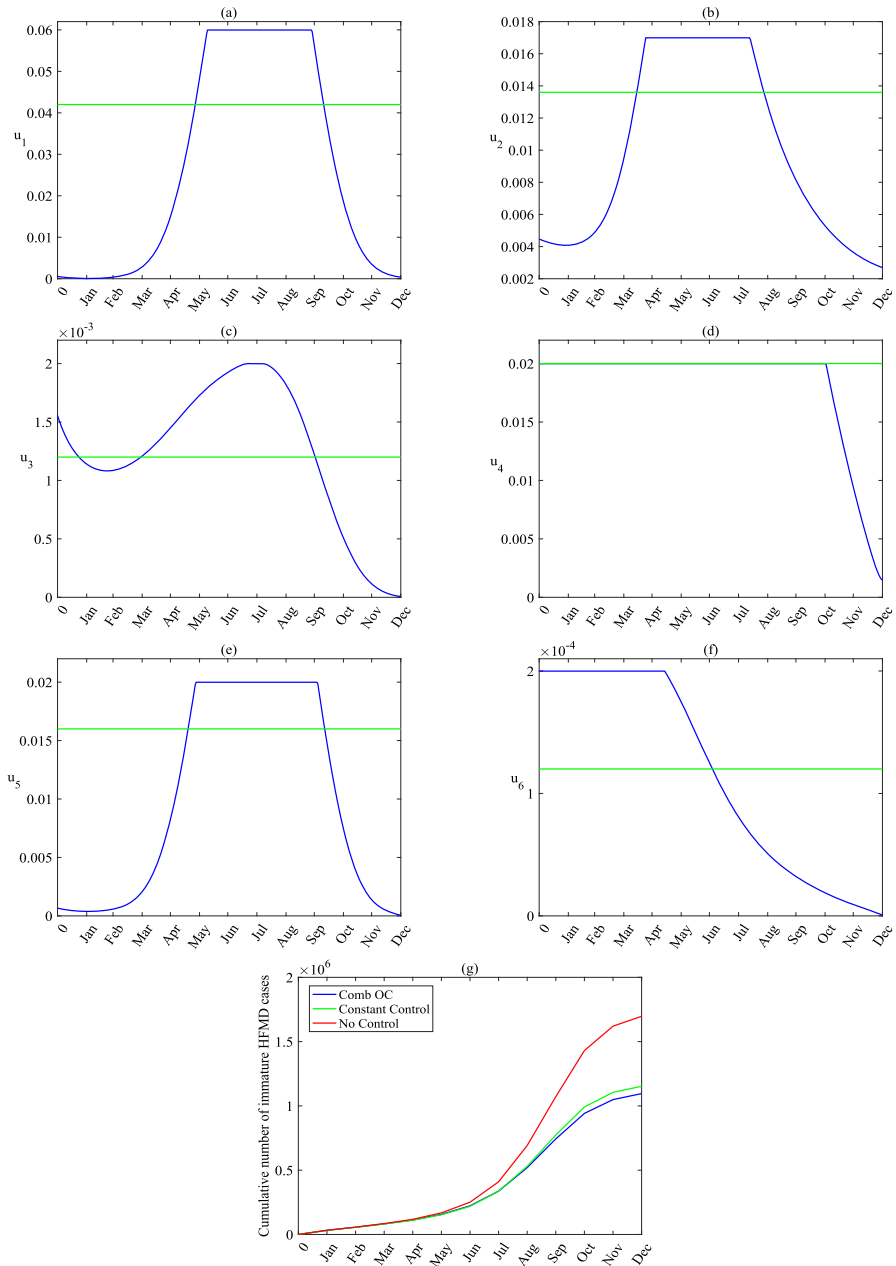 (a)
0.06
0.05
0.04
0.03
0.02
0.01
0
u1
0 Jan Feb Mar Apr May Jun Jul Aug Sep Oct Nov Dec
(b)
0.018
0.016
0.014
0.012
0.01
0.008
0.006
0.004
0.002
u2
0 Jan Feb Mar Apr May Jun Jul Aug Sep Oct Nov Dec
(c)
×10-3
2
1.5
1
0.5
0
u3
0 Jan Feb Mar Apr May Jun Jul Aug Sep Oct Nov Dec
(d)
0.02
0.015
0.01
0.005
0
u4
0 Jan Feb Mar Apr May Jun Jul Aug Sep Oct Nov Dec
(e)
0.02
0.015
0.01
0.005
0
u5
0 Jan Feb Mar Apr May Jun Jul Aug Sep Oct Nov Dec
(f)
×10-4
2
1
0
u6
0 Jan Feb Mar Apr May Jun Jul Aug Sep Oct Nov Dec
(g)
×106
2
1.5
1
0.5
0
Cumulative number of immature HFMD cases
Comb OC
Constant Control
No Control
0 Jan Feb Mar Apr May Jun Jul Aug Sep Oct Nov Dec